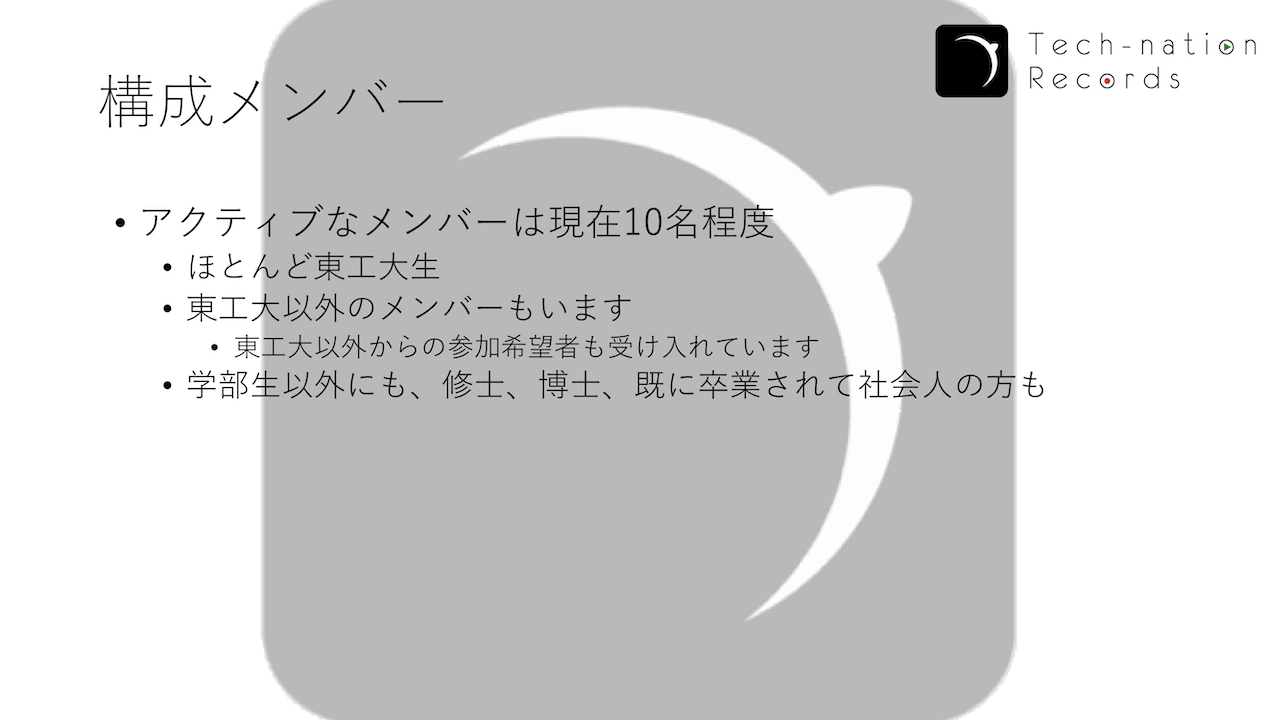 Tech-nation
Records
構成メンバー
• アクティブなメンバーは現在10名程度
• ほとんど東工大生
• 東工大以外のメンバーもいます
• 東工大以外からの参加希望者も受け入れています
• 学部生以外にも、修士、博士、既に卒業されて社会人の方も